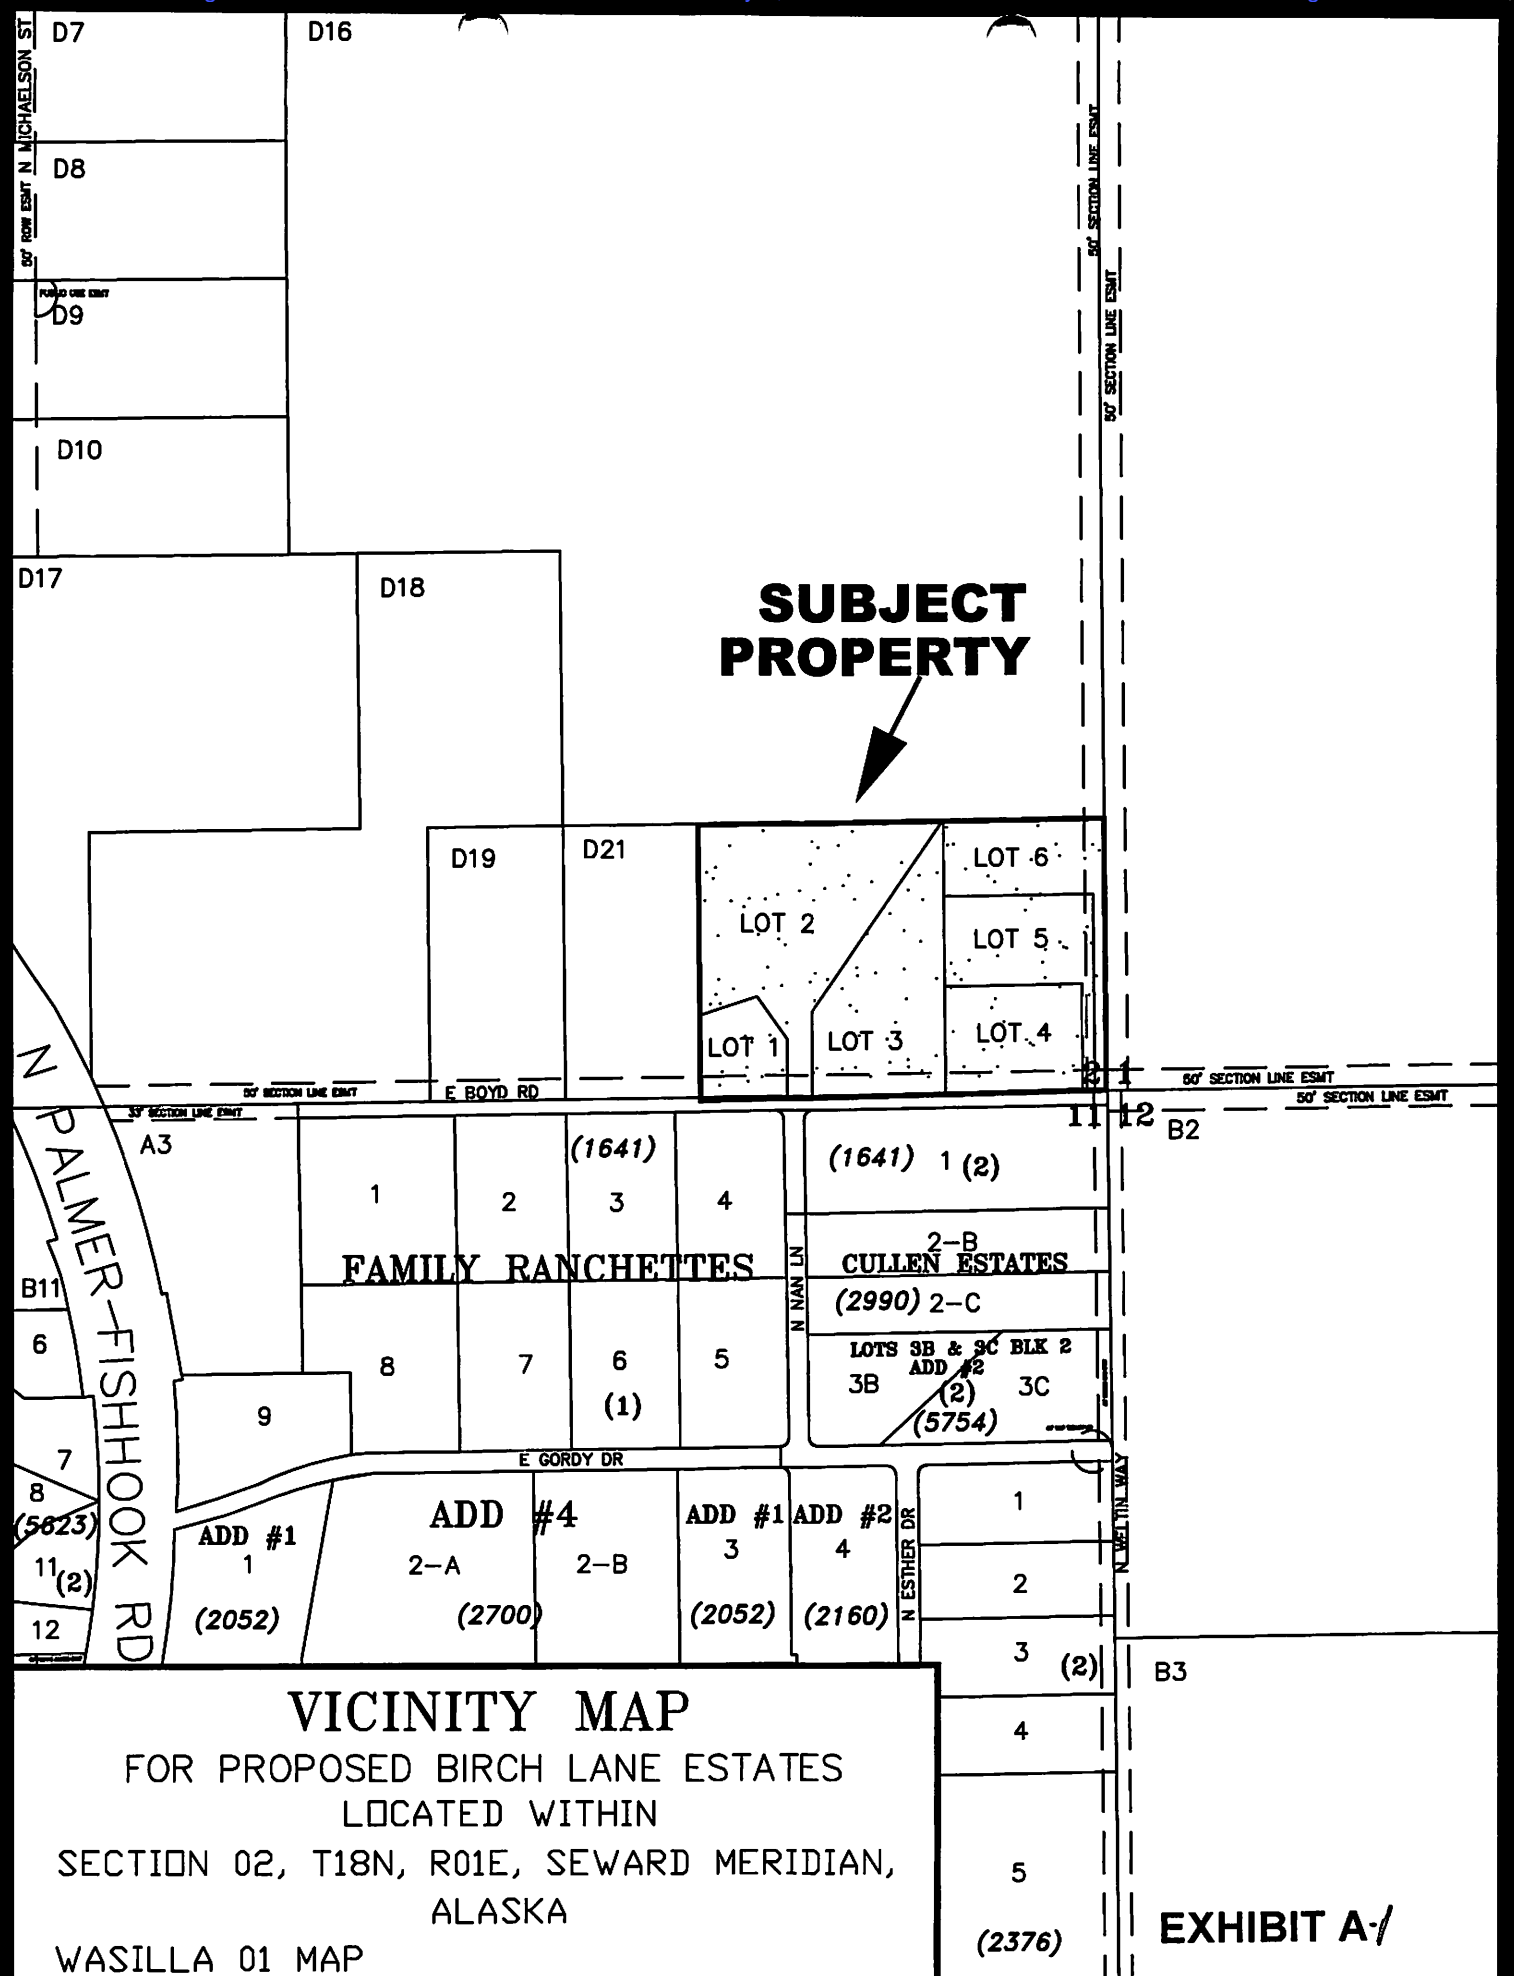 D7
D16
N MICHAELSON ST
50' ROW ESMT
D8
PUBLIC USE ESMT
D9
D10
D17
D18
50' SECTION LINE ESMT
50' SECTION LINE ESMT
SUBJECT
PROPERTY
D19
D21
LOT 6
LOT 2
LOT 5
LOT 1
LOT 3
LOT 4
2 1
11 12
50' SECTION LINE ESMT
E BOYD RD
50' SECTION LINE ESMT
50' SECTION LINE ESMT
33' SECTION LINE ESMT
A3
B2
N PALMER-FISHHOOK RD
(1641)
1
2
3
4
(1641) 1 (2)
2-B
FAMILY RANCHETTES
CULLEN ESTATES
(2990) 2-C
N NAN LN
B11
6
8
7
6
5
(1)
LOTS 3B & 3C BLK 2
ADD #2
3B
(2)
3C
(5754)
9
7
8
(5623)
11 (2)
12
E GORDY DR
N WELTIN WAY
N ESTHER DR
ADD #1
1
(2052)
ADD #4
2-A
2-B
(2700)
ADD #1
3
(2052)
ADD #2
4
(2160)
1
2
3
(2)
B3
4
5
(2376)
VICINITY MAP
FOR PROPOSED BIRCH LANE ESTATES
LOCATED WITHIN
SECTION 02, T18N, R01E, SEWARD MERIDIAN,
ALASKA
WASILLA 01 MAP
EXHIBIT A-1